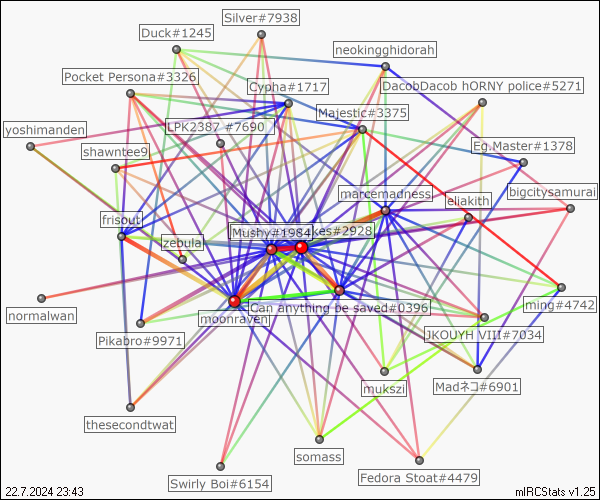 Silver#7938
Duck#1245
neokingghidorah
Pocket Persona#3326
Cypha#1717
DacobDacob hORNY police#5271
Majestic#3375
LPK2387 #7690
yoshimanden
shawntee9
Eg.Master#1378
marcemadness
eliakith
bigcitysamurai
frisout
Mushy#1984
kes#2928
zebulai
Can anything be saved#0396
ming#4742
normalwan
moonraven
Pikabro#9971
JKOUYH VIII#7034
mukszi
Madネコ#6901
thesecondtwat
somass
Swirly Boi#6154
Fedora Stoat#4479
22.7.2024 23:43
mIRCStats v1.25